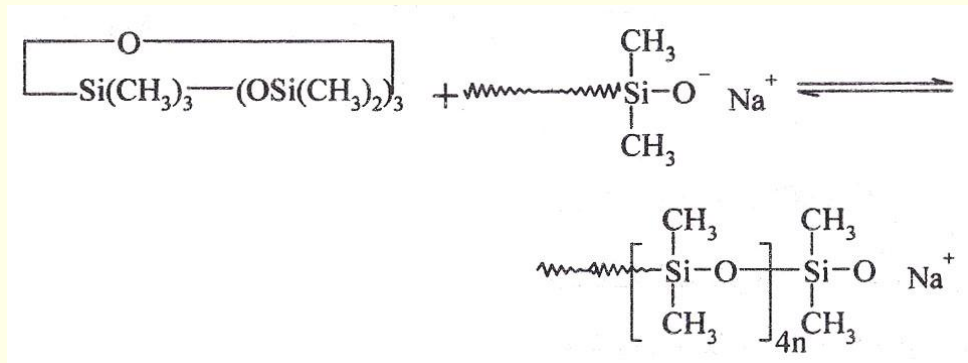 O
Si(CH₃)₃—(OSi(CH₃)₂)₃ + Si—O⁻ Na⁺
CH₃
CH₃
CH₃ CH₃
Si—O—Si—O Na⁺
CH₃ 4n CH₃